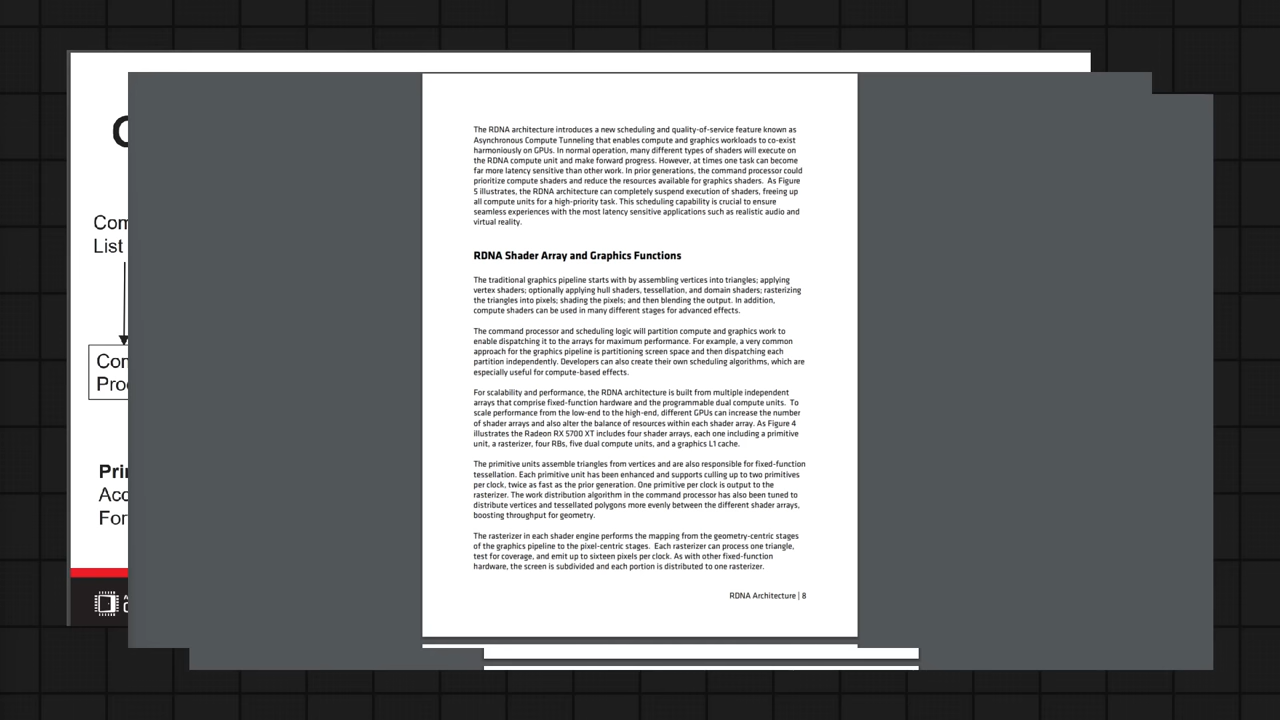 The RDNA architecture introduces a new scheduling and quality-of-service feature known as
Asynchronous Compute Tunneling that enables compute and graphics workloads to co-exist
harmoniously on GPUs. In normal operation, many different types of shaders will execute on
the RDNA compute unit and make forward progress. However, at times one task can become
far more latency sensitive than other work. In prior generations, the command processor could
prioritize compute shaders and reduce the resources available for graphics shaders. As Figure
5 illustrates, the RDNA architecture can completely suspend execution of shaders, freeing up
all compute units for a high-priority task. This scheduling capability is crucial to ensure
seamless experiences with the most latency sensitive applications such as realistic audio and
virtual reality.
RDNA Shader Array and Graphics Functions
The traditional graphics pipeline starts with by assembling vertices into triangles; applying
vertex shaders; optionally applying hull shaders, tessellation, and domain shaders; rasterizing
the triangles into pixels; shading the pixels; and then blending the output. In addition,
compute shaders can be used in many different stages for advanced effects.
The command processor and scheduling logic will partition compute and graphics work to
enable dispatching it to the arrays for maximum performance. For example, a very common
approach for the graphics pipeline is partitioning screen space and then dispatching each
partition independently. Developers can also create their own scheduling algorithms, which are
especially useful for compute-based effects.
For scalability and performance, the RDNA architecture is built from multiple independent
arrays that comprise fixed-function hardware and the programmable dual compute units. To
scale performance from the low-end to the high-end, different GPUs can increase the number
of shader arrays and also alter the balance of resources within each shader array. As Figure 4
illustrates the Radeon RX 5700 XT includes four shader arrays, each one including a primitive
unit, a rasterizer, four RBs, five dual compute units, and a graphics L1 cache.
The primitive units assemble triangles from vertices and are also responsible for fixed-function
tessellation. Each primitive unit has been enhanced and supports culling up to two primitives
per clock, twice as fast as the prior generation. One primitive per clock is output to the
rasterizer. The work distribution algorithm in the command processor has also been tuned to
distribute vertices and tessellated polygons more evenly between the different shader arrays,
boosting throughput for geometry.
The rasterizer in each shader engine performs the mapping from the geometry-centric stages
of the graphics pipeline to the pixel-centric stages. Each rasterizer can process one triangle,
test for coverage, and emit up to sixteen pixels per clock. As with other fixed-function
hardware, the screen is subdivided and each portion is distributed to one rasterizer.
RDNA Architecture | 8
Com
List
Com
Proc
Prin
Acc
For